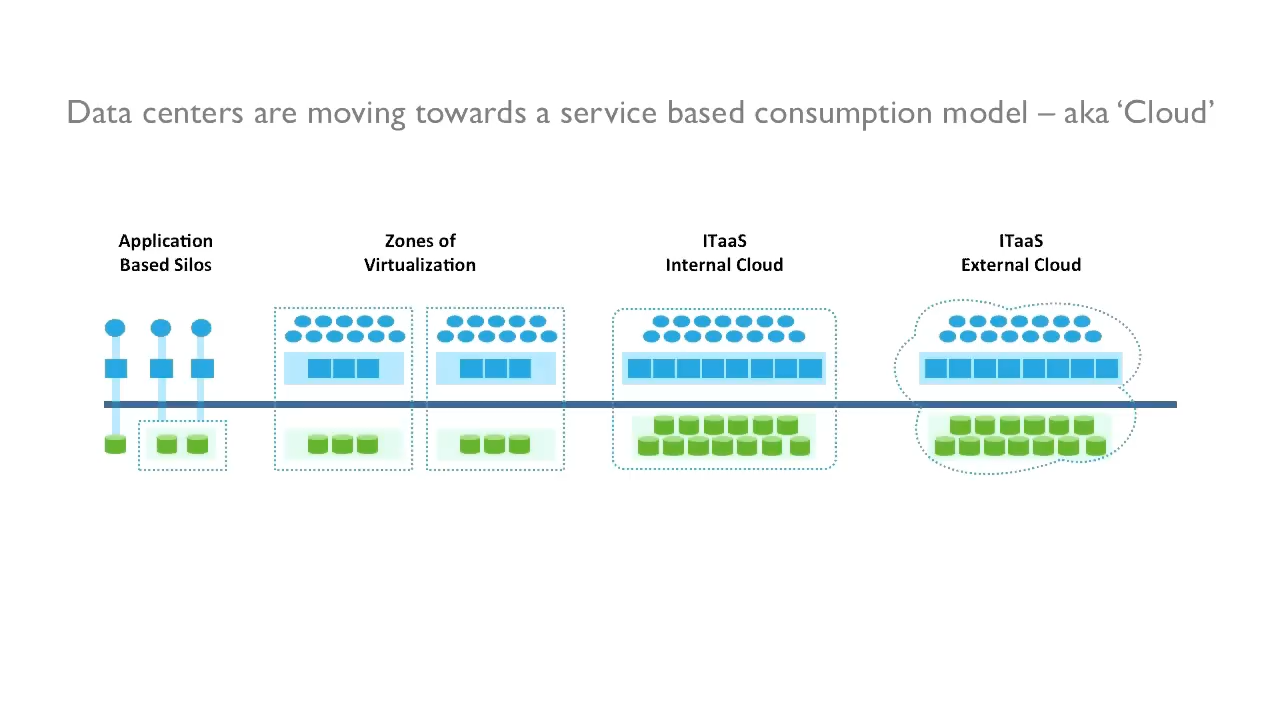 Data centers are moving towards a service based consumption model – aka ‘Cloud’
Application
Based Silos
Zones of
Virtualization
ITaaS
Internal Cloud
ITaaS
External Cloud